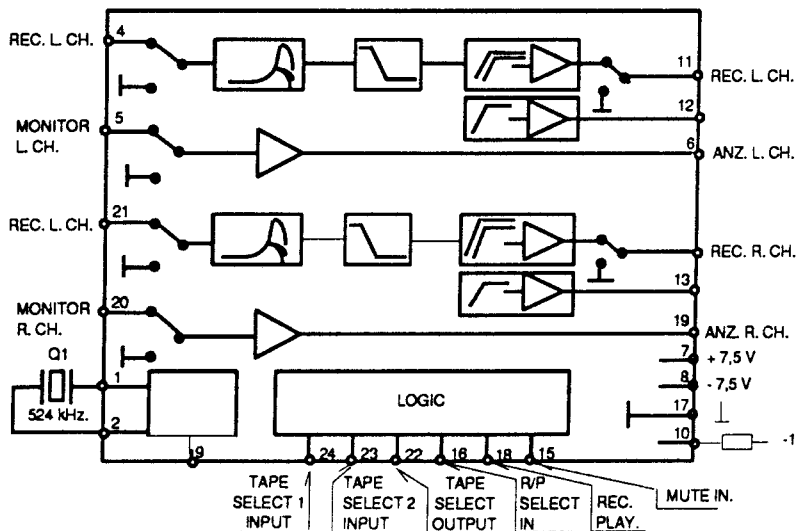 REC. L. CH.
4
11
REC. L. CH.
12
MONITOR
L. CH.
5
6
ANZ. L. CH.
REC. L. CH.
21
REC. R. CH.
13
MONITOR
R. CH.
20
19
ANZ. R. CH.
7
+ 7,5 V
8
- 7,5 V
17
10
-1
Q1
1
524 kHz.
2
LOGIC
19
24
23
22
16
18
15
TAPE
SELECT 1
INPUT
TAPE
SELECT 2
INPUT
TAPE
SELECT
OUTPUT
R/P
SELECT
IN
REC.
PLAY.
MUTE IN.